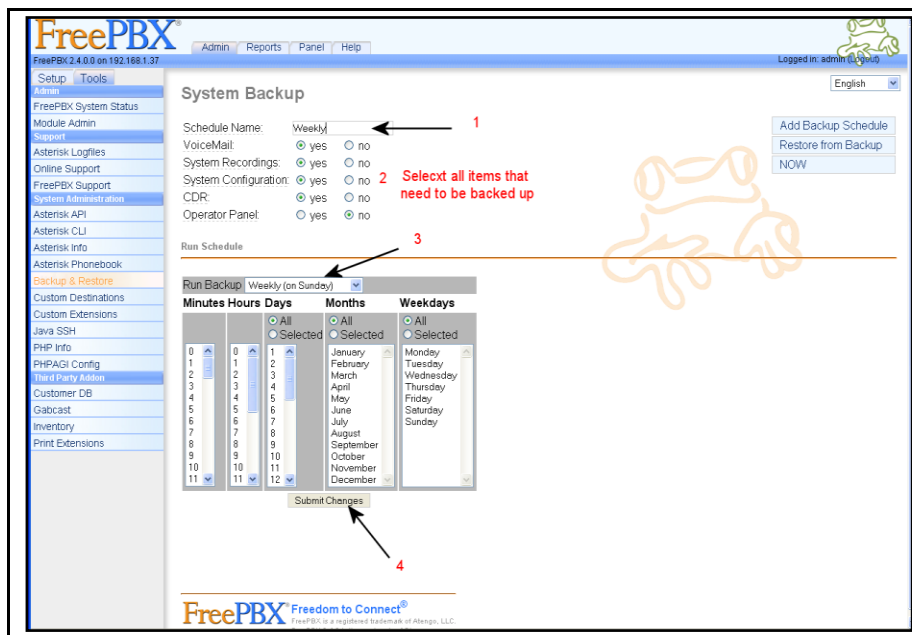 FreePBX®
Admin Reports Panel Help
FreePBX 2.4.0.0 on 192.168.1.37
Logged in: admin (Logout)
Setup Tools
English
Admin
FreePBX System Status
Module Admin
Support
Asterisk Logfiles
Online Support
FreePBX Support
System Administration
Asterisk API
Asterisk CLI
Asterisk Info
Asterisk Phonebook
Backup & Restore
Custom Destinations
Custom Extensions
Java SSH
PHP Info
PHPAGI Config
Third Party Addon
Customer DB
Gabcast
Inventory
Print Extensions
System Backup
Schedule Name: Weekly 1
VoiceMail: yes no
System Recordings: yes no
System Configuration: yes no
CDR: yes no
Operator Panel: yes no
2 Selecxt all items that
need to be backed up
Add Backup Schedule
Restore from Backup
NOW
Run Schedule
3
Run Backup Weekly (on Sunday)
Minutes Hours Days Months Weekdays
All All All
Selected Selected Selected
0 0 1 January Monday
1 1 2 February Tuesday
2 2 3 March Wednesday
3 3 4 April Thursday
4 4 5 May Friday
5 5 6 June Saturday
6 6 7 July Sunday
7 7 8 August
8 8 9 September
9 9 10 October
10 10 11 November
11 11 12 December
Submit Changes
4
FreePBX® Freedom to Connect®
FreePBX is a registered trademark of Atengo, LLC.